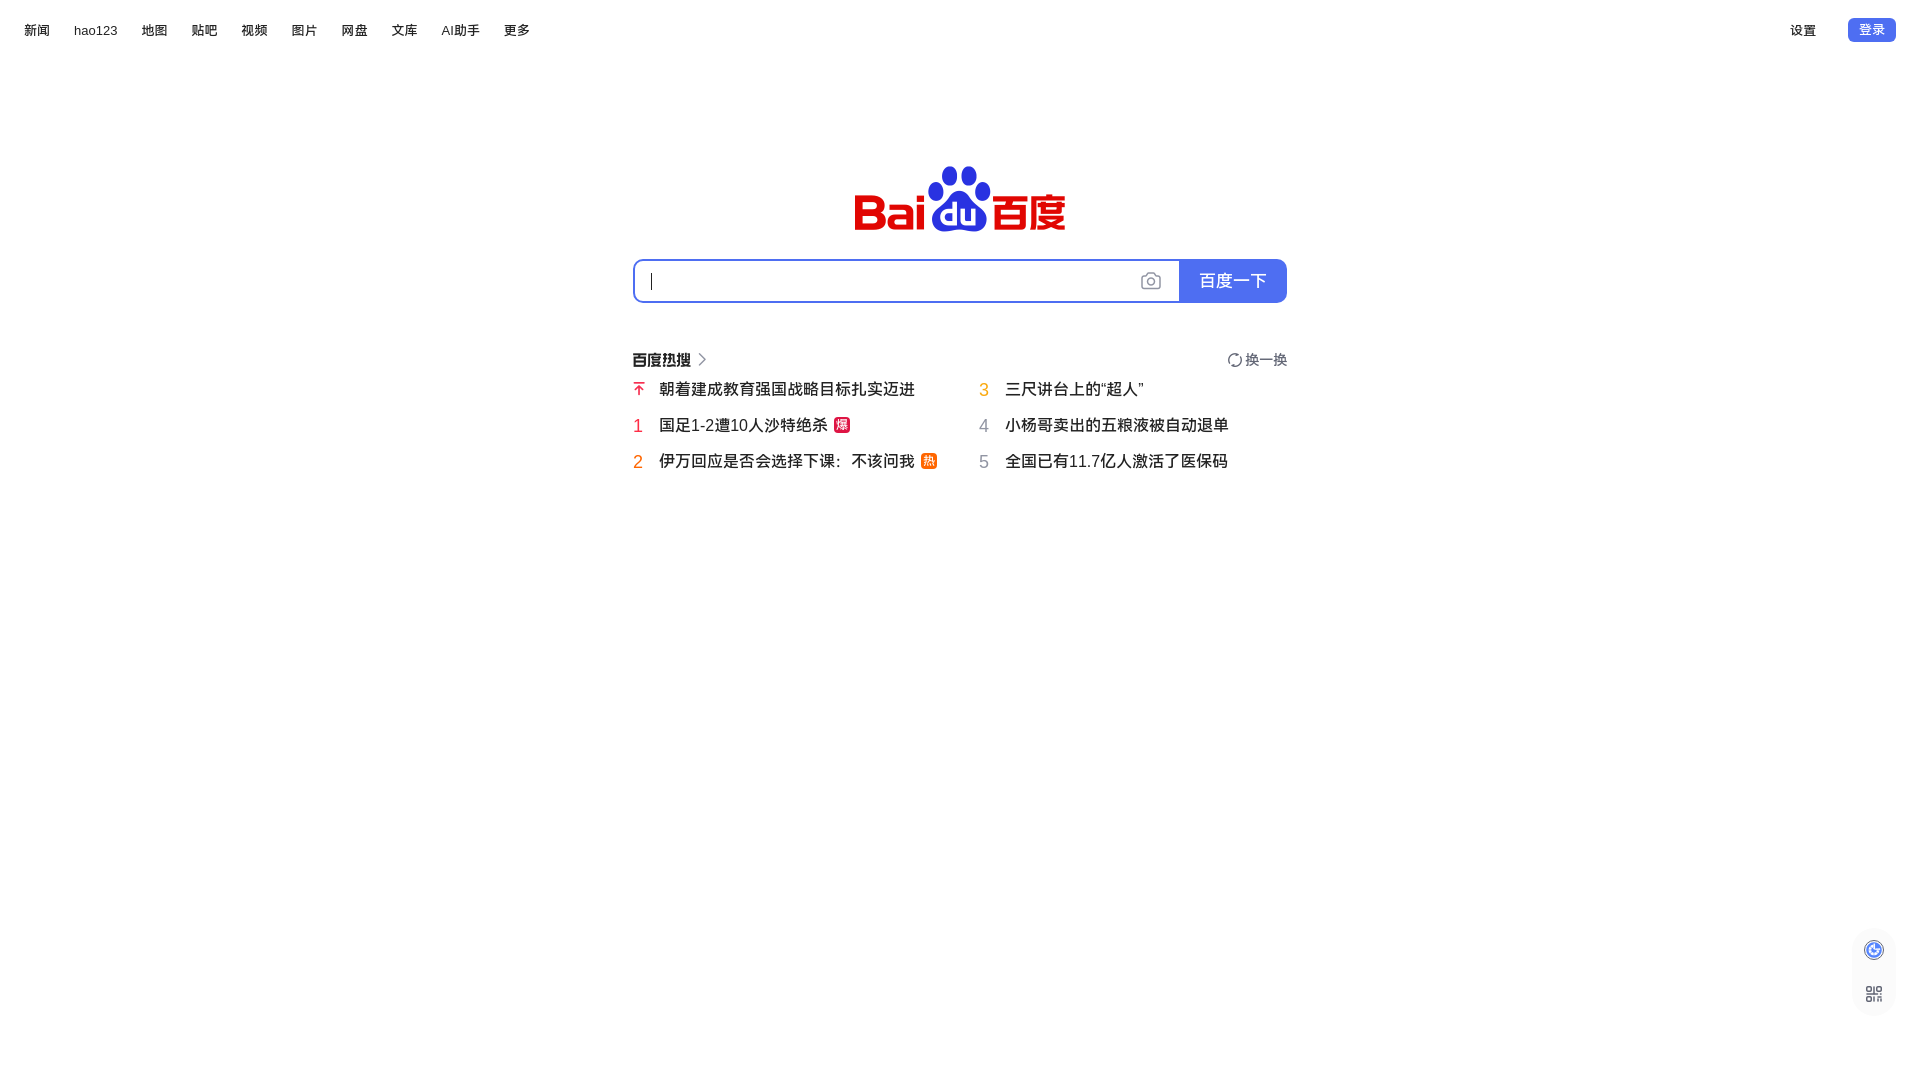 新闻 hao123 地图 贴吧 视频 图片 网盘 文库 AI助手 更多 设置 登录
Baidu百度
百度一下
百度热搜 换一换
朝着建成教育强国战略目标扎实迈进
1 国足1-2遭10人沙特绝杀 爆
2 伊万回应是否会选择下课：不该问我 热
3 三尺讲台上的“超人”
4 小杨哥卖出的五粮液被自动退单
5 全国已有11.7亿人激活了医保码